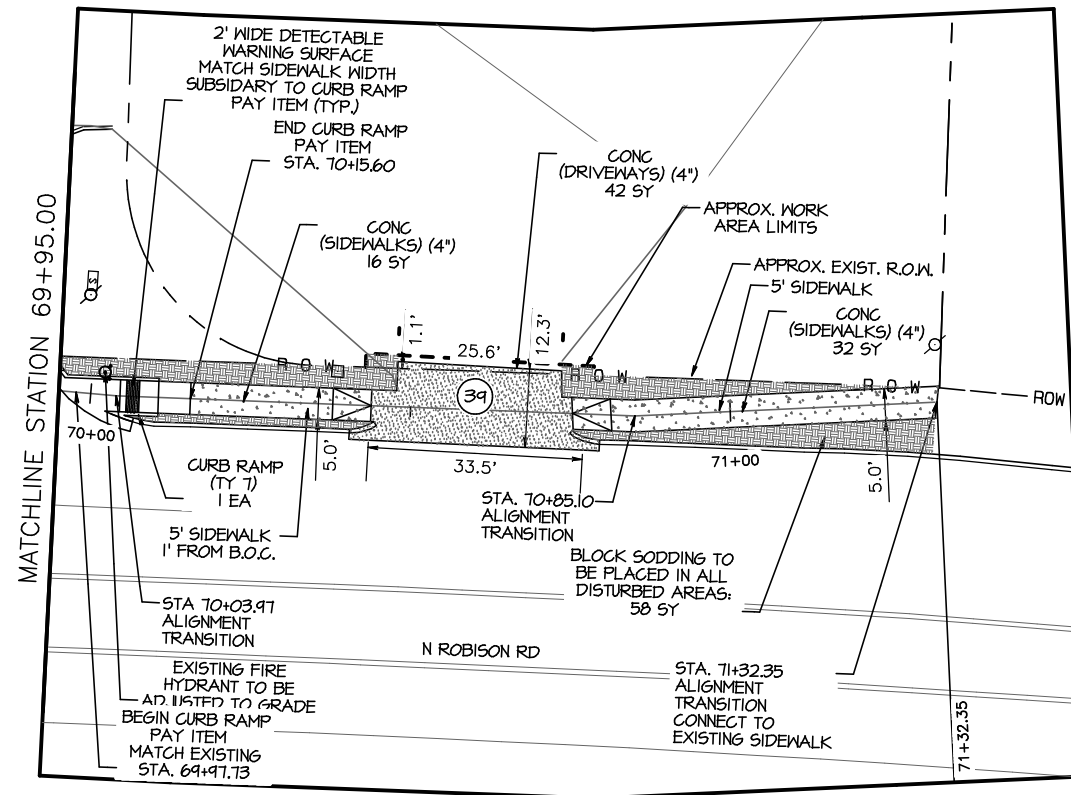 2' WIDE DETECTABLE
WARNING SURFACE
MATCH SIDEWALK WIDTH
SUBSIDARY TO CURB RAMP
PAY ITEM (TYP.)
END CURB RAMP
PAY ITEM
STA. 70+15.60
CONC
(SIDEWALKS) (4")
16 SY
CONC
(DRIVEWAYS) (4")
42 SY
APPROX. WORK
AREA LIMITS
APPROX. EXIST. R.O.W.
5' SIDEWALK
CONC
(SIDEWALKS) (4")
32 SY
MATCHLINE STATION 69+95.00
S
1.1'
25.6'
12.3'
R O W
R O W
R O W
ROW
39
70+00
5.0'
33.5'
71+00
5.0'
CURB RAMP
(TY 7)
1 EA
5' SIDEWALK
1' FROM B.O.C.
STA. 70+85.10
ALIGNMENT
TRANSITION
BLOCK SODDING TO
BE PLACED IN ALL
DISTURBED AREAS:
58 SY
STA 70+03.97
ALIGNMENT
TRANSITION
N ROBISON RD
EXISTING FIRE
HYDRANT TO BE
ADJUSTED TO GRADE
BEGIN CURB RAMP
PAY ITEM
MATCH EXISTING
STA. 69+97.73
STA. 71+32.35
ALIGNMENT
TRANSITION
CONNECT TO
EXISTING SIDEWALK
71+32.35